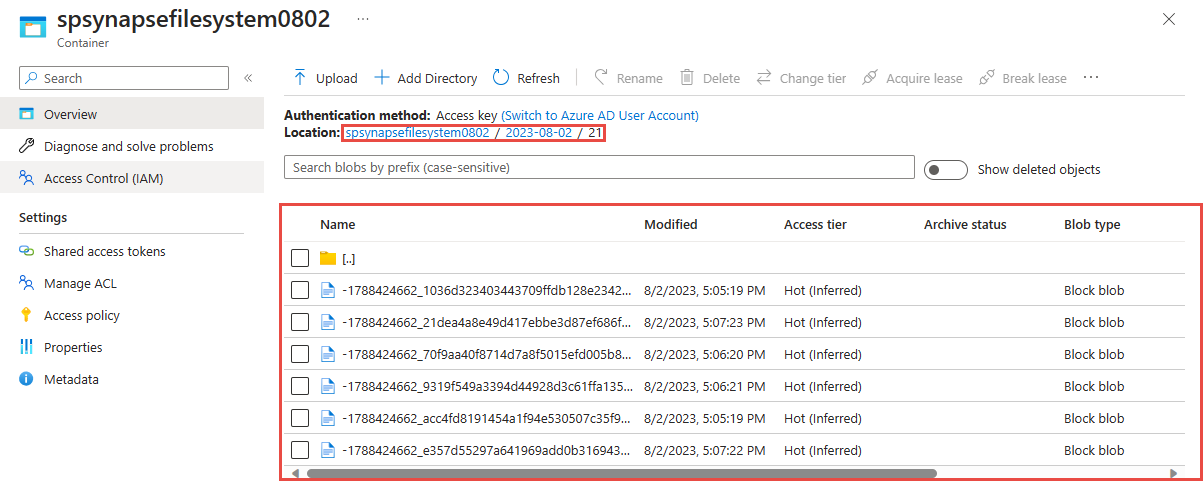 spsynapsefilesystem0802 ...
Container
Search
Overview
Diagnose and solve problems
Access Control (IAM)
Settings
Shared access tokens
Manage ACL
Access policy
Properties
Metadata
Upload Add Directory Refresh Rename Delete Change tier Acquire lease Break lease ...
Authentication method: Access key (Switch to Azure AD User Account)
Location: spsynapsefilesystem0802 / 2023-08-02 / 21
Search blobs by prefix (case-sensitive) Show deleted objects
Name Modified Access tier Archive status Blob type
[..]
-1788424662_1036d323403443709ffdb128e2342... 8/2/2023, 5:05:19 PM Hot (Inferred) Block blob
-1788424662_21dea4a8e49d417ebbe3d87ef686f... 8/2/2023, 5:07:23 PM Hot (Inferred) Block blob
-1788424662_70f9aa40f8714d7a8f5015efd005b8... 8/2/2023, 5:06:20 PM Hot (Inferred) Block blob
-1788424662_9319f549a3394d44928d3c61ffa135... 8/2/2023, 5:06:21 PM Hot (Inferred) Block blob
-1788424662_acc4fd8191454a1f94e530507c35f9... 8/2/2023, 5:05:19 PM Hot (Inferred) Block blob
-1788424662_e357d55297a641969add0b316943... 8/2/2023, 5:07:22 PM Hot (Inferred) Block blob